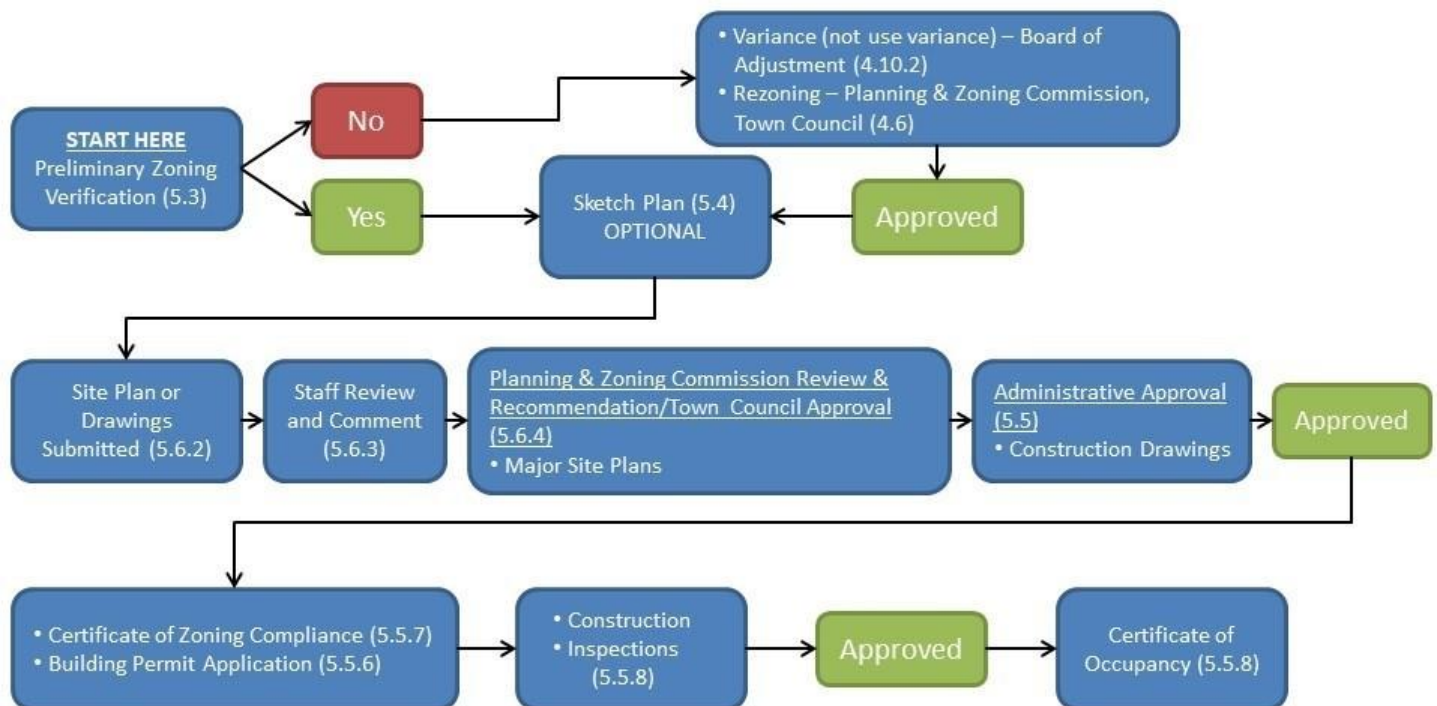 START HERE
Preliminary Zoning
Verification (5.3)
No
Yes
• Variance (not use variance) – Board of
Adjustment (4.10.2)
• Rezoning – Planning & Zoning Commission,
Town Council (4.6)
Sketch Plan (5.4)
OPTIONAL
Approved
Site Plan or
Drawings
Submitted (5.6.2)
Staff Review
and Comment
(5.6.3)
Planning & Zoning Commission Review &
Recommendation/Town Council Approval
(5.6.4)
• Major Site Plans
Administrative Approval
(5.5)
• Construction Drawings
Approved
• Certificate of Zoning Compliance (5.5.7)
• Building Permit Application (5.5.6)
• Construction
• Inspections
(5.5.8)
Approved
Certificate of
Occupancy (5.5.8)